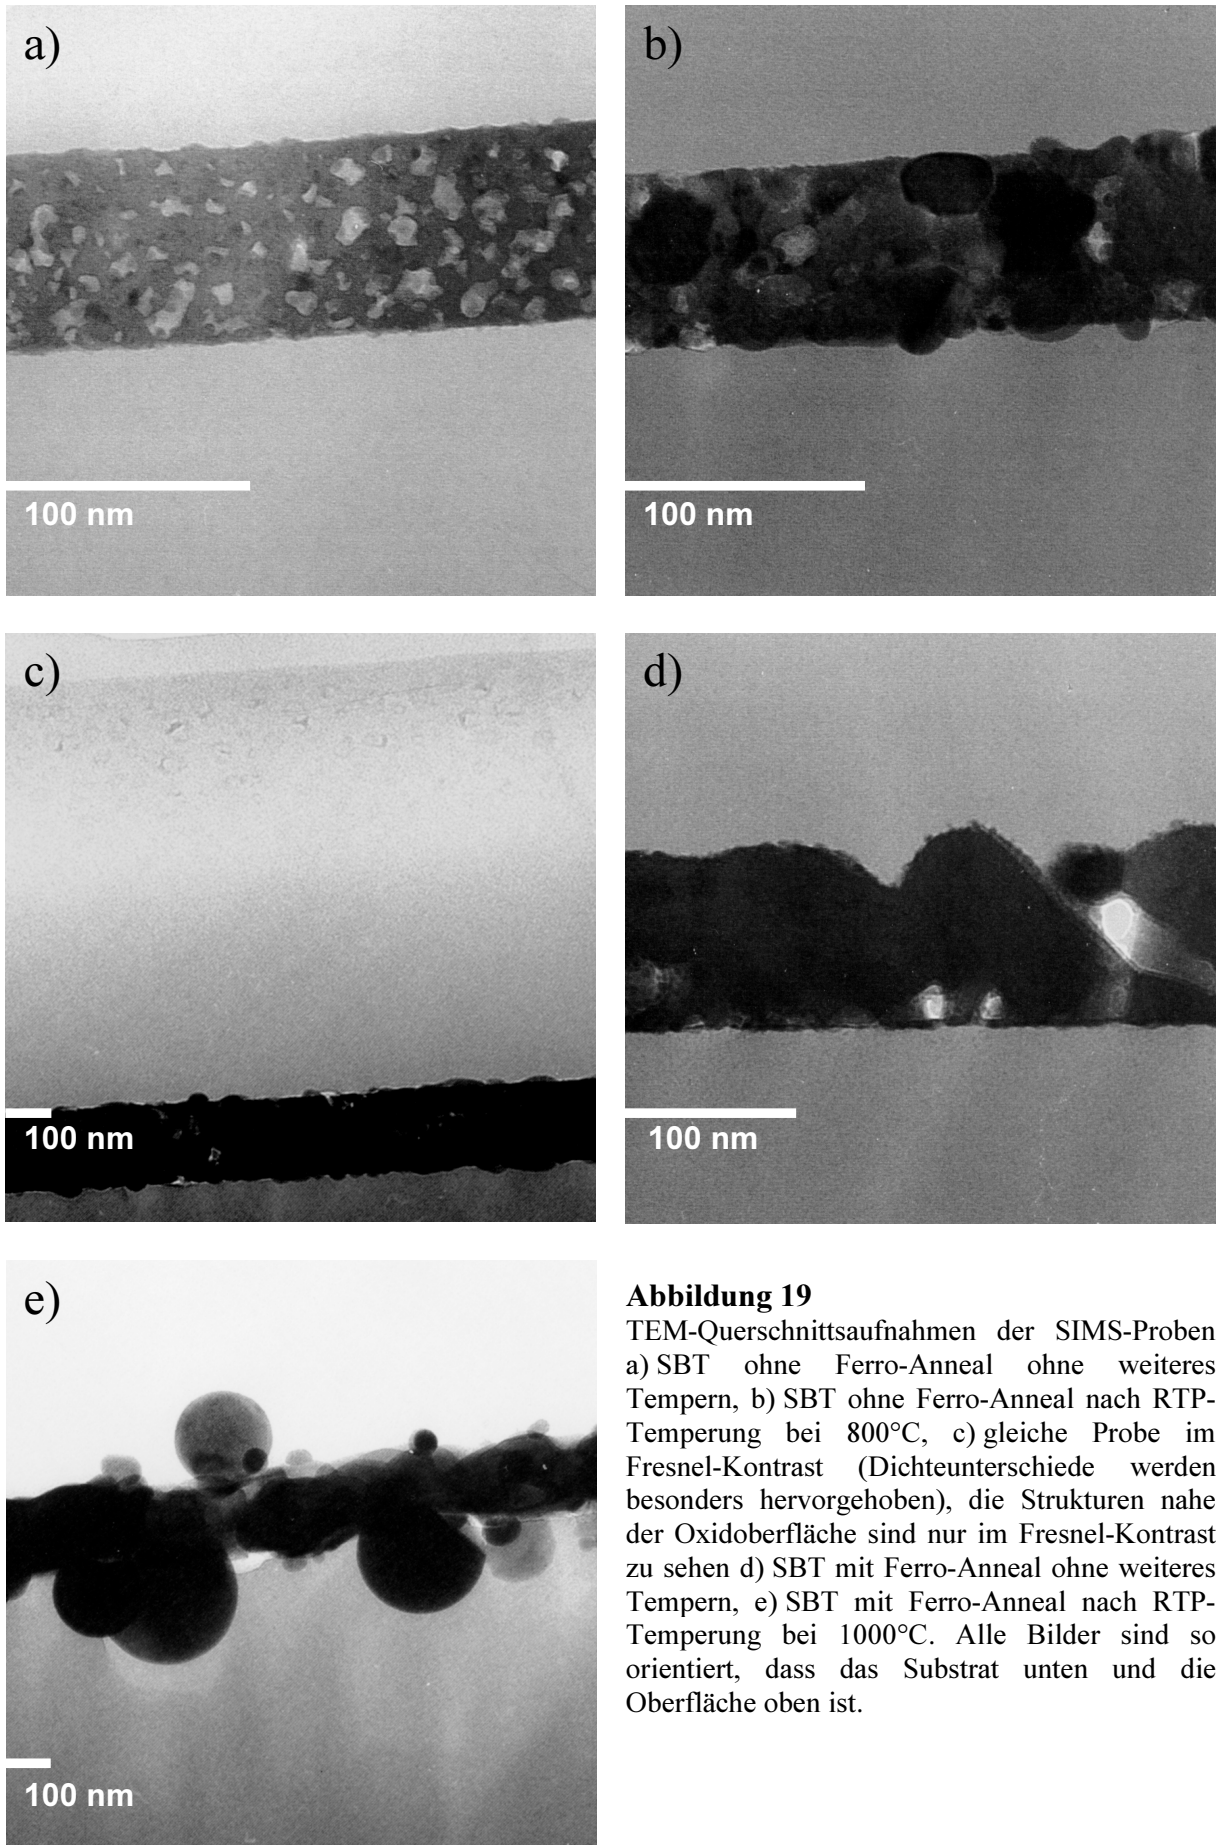 a)
b)
100 nm
100 nm
c)
d)
100 nm
100 nm
e)
100 nm
Abbildung 19
TEM-Querschnittsaufnahmen der SIMS-Proben
a) SBT ohne Ferro-Anneal ohne weiteres
Tempern, b) SBT ohne Ferro-Anneal nach RTP-
Temperung bei 800°C, c) gleiche Probe im
Fresnel-Kontrast (Dichteunterschiede werden
besonders hervorgehoben), die Strukturen nahe
der Oxidoberfläche sind nur im Fresnel-Kontrast
zu sehen d) SBT mit Ferro-Anneal ohne weiteres
Tempern, e) SBT mit Ferro-Anneal nach RTP-
Temperung bei 1000°C. Alle Bilder sind so
orientiert, dass das Substrat unten und die
Oberfläche oben ist.